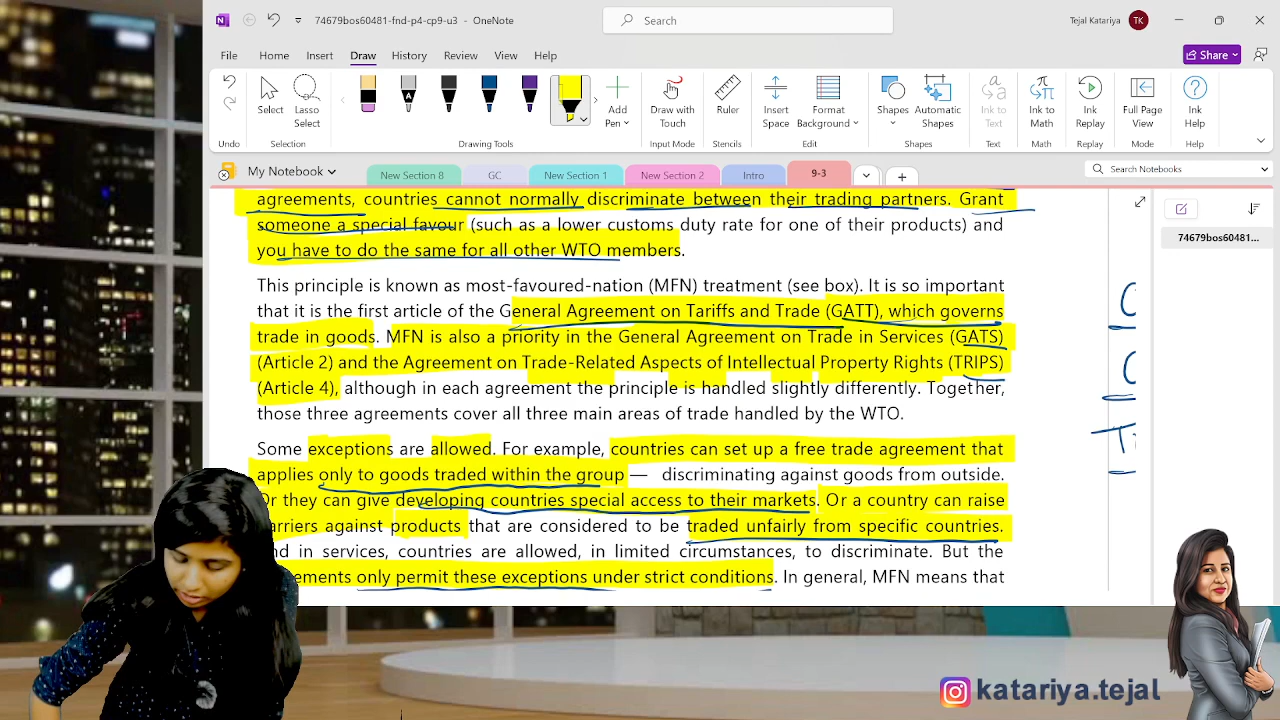 74679bos60481-fnd-p4-cp9-u3 - OneNote
Search
Tejal Katariya
TK
File Home Insert Draw History Review View Help
Share
Select
Lasso Select
Add Pen
Draw with Touch
Ruler
Insert Space
Format Background
Shapes
Automatic Shapes
Ink to Text
Ink to Math
Ink Replay
Full Page View
Ink Help
Undo
Selection
Drawing Tools
Input Mode
Stencils
Edit
Shapes
Convert
Math
Replay
Mode
Help
My Notebook
New Section 8
GC
New Section 1
New Section 2
Intro
9-3
Search Notebooks
74679bos60481...
agreements, countries cannot normally discriminate between their trading partners. Grant
someone a special favour (such as a lower customs duty rate for one of their products) and
you have to do the same for all other WTO members.
This principle is known as most-favoured-nation (MFN) treatment (see box). It is so important
that it is the first article of the General Agreement on Tariffs and Trade (GATT), which governs
trade in goods. MFN is also a priority in the General Agreement on Trade in Services (GATS)
(Article 2) and the Agreement on Trade-Related Aspects of Intellectual Property Rights (TRIPS)
(Article 4), although in each agreement the principle is handled slightly differently. Together,
those three agreements cover all three main areas of trade handled by the WTO.
Some exceptions are allowed. For example, countries can set up a free trade agreement that
applies only to goods traded within the group — discriminating against goods from outside.
Or they can give developing countries special access to their markets. Or a country can raise
barriers against products that are considered to be traded unfairly from specific countries.
in services, countries are allowed, in limited circumstances, to discriminate. But the
only permit these exceptions under strict conditions. In general, MFN means that
katariya.tejal